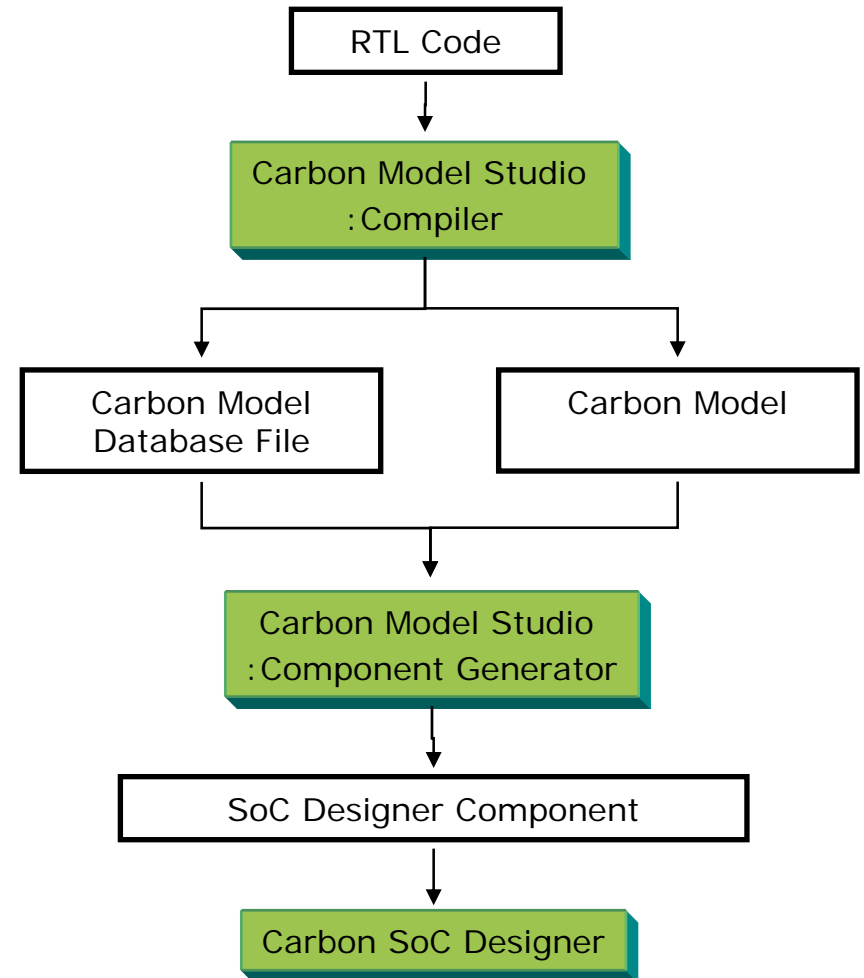 RTL Code
Carbon Model Studio
:Compiler
Carbon Model
Database File
Carbon Model
Carbon Model Studio
:Component Generator
SoC Designer Component
Carbon SoC Designer